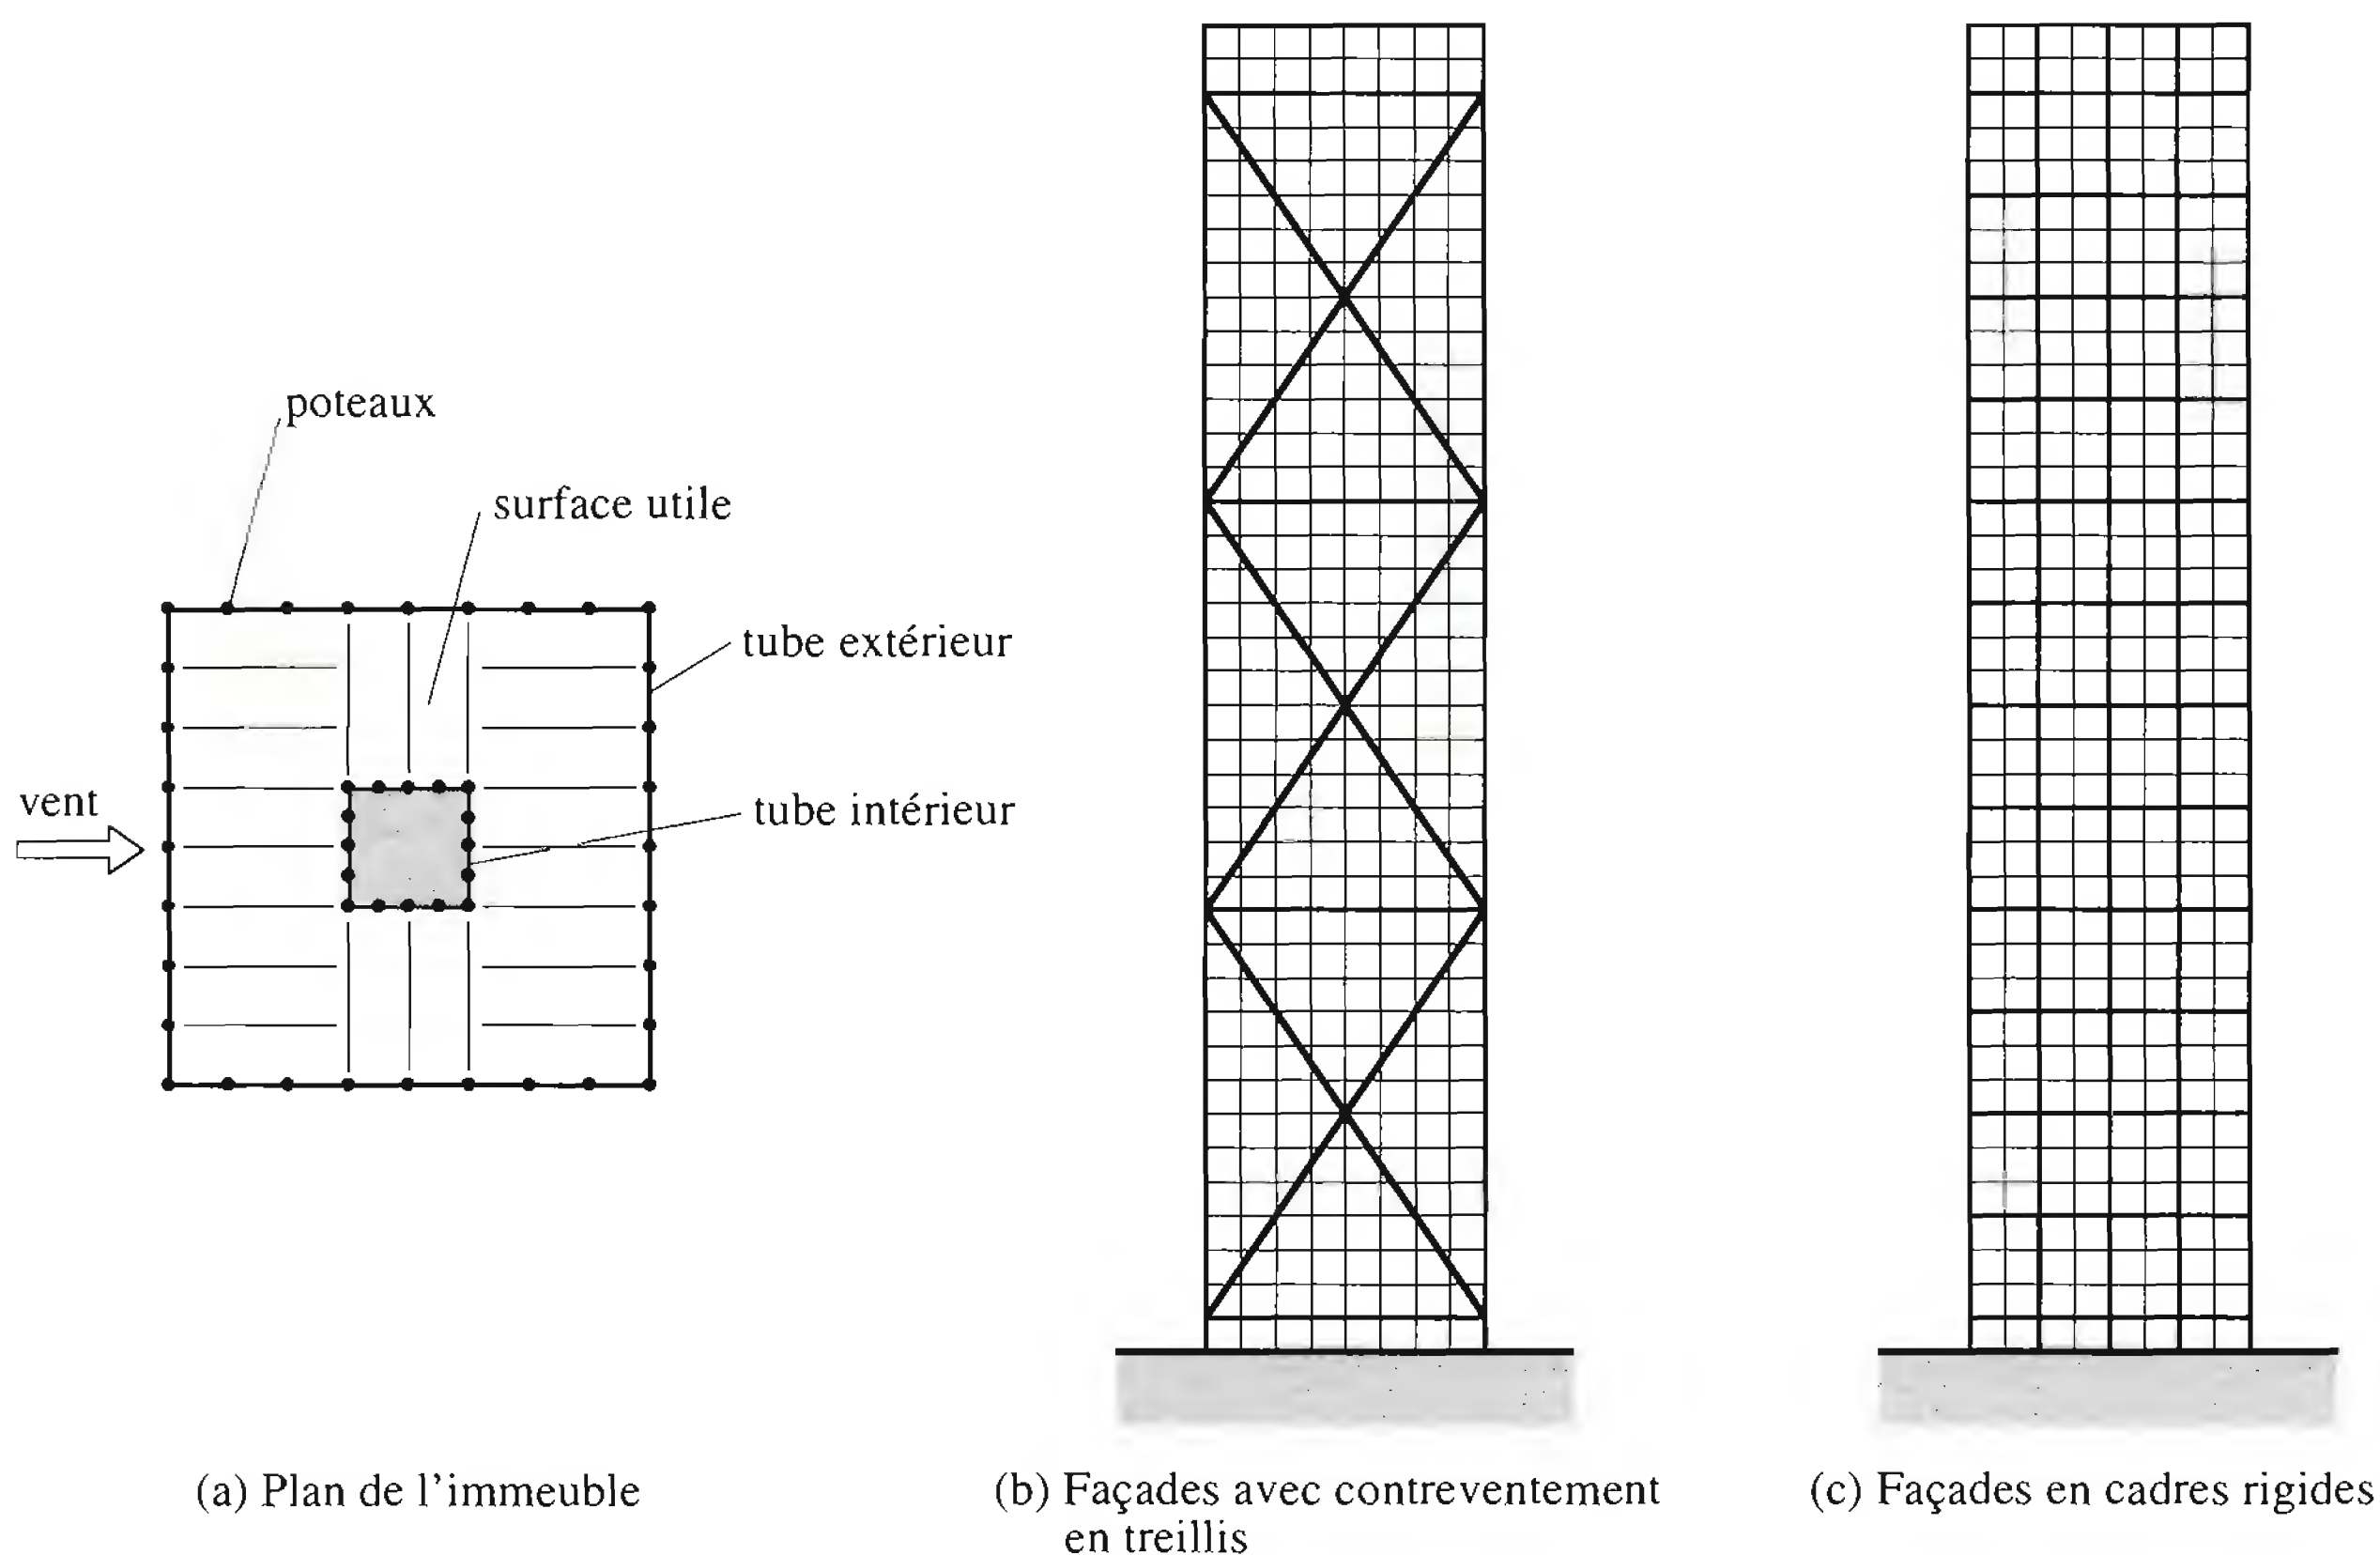 poteaux
surface utile
tube extérieur
vent
tube intérieur
(a) Plan de l'immeuble
(b) Façades avec contreventement
en treillis
(c) Façades en cadres rigides